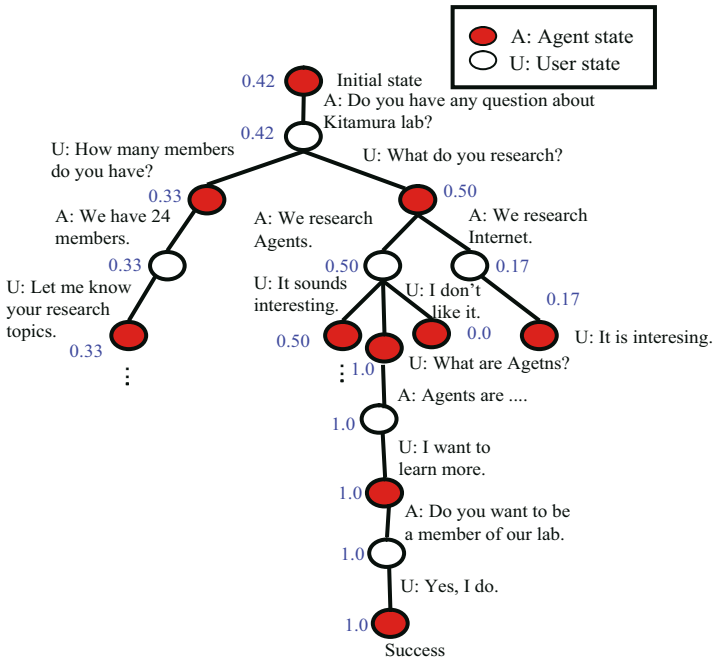 A: Agent state
U: User state
0.42
Initial state
A: Do you have any question about
Kitamura lab?
0.42
U: How many members
do you have?
U: What do you research?
0.33
0.50
A: We have 24
members.
A: We research
Agents.
A: We research
Internet.
0.33
0.50
0.17
U: Let me know
your research
topics.
U: It sounds
interesting.
U: I don't
like it.
0.17
0.33
0.50
0.0
U: It is interesing.
1.0
U: What are Agetns?
A: Agents are ....
1.0
U: I want to
learn more.
1.0
A: Do you want to be
a member of our lab.
1.0
U: Yes, I do.
1.0
Success